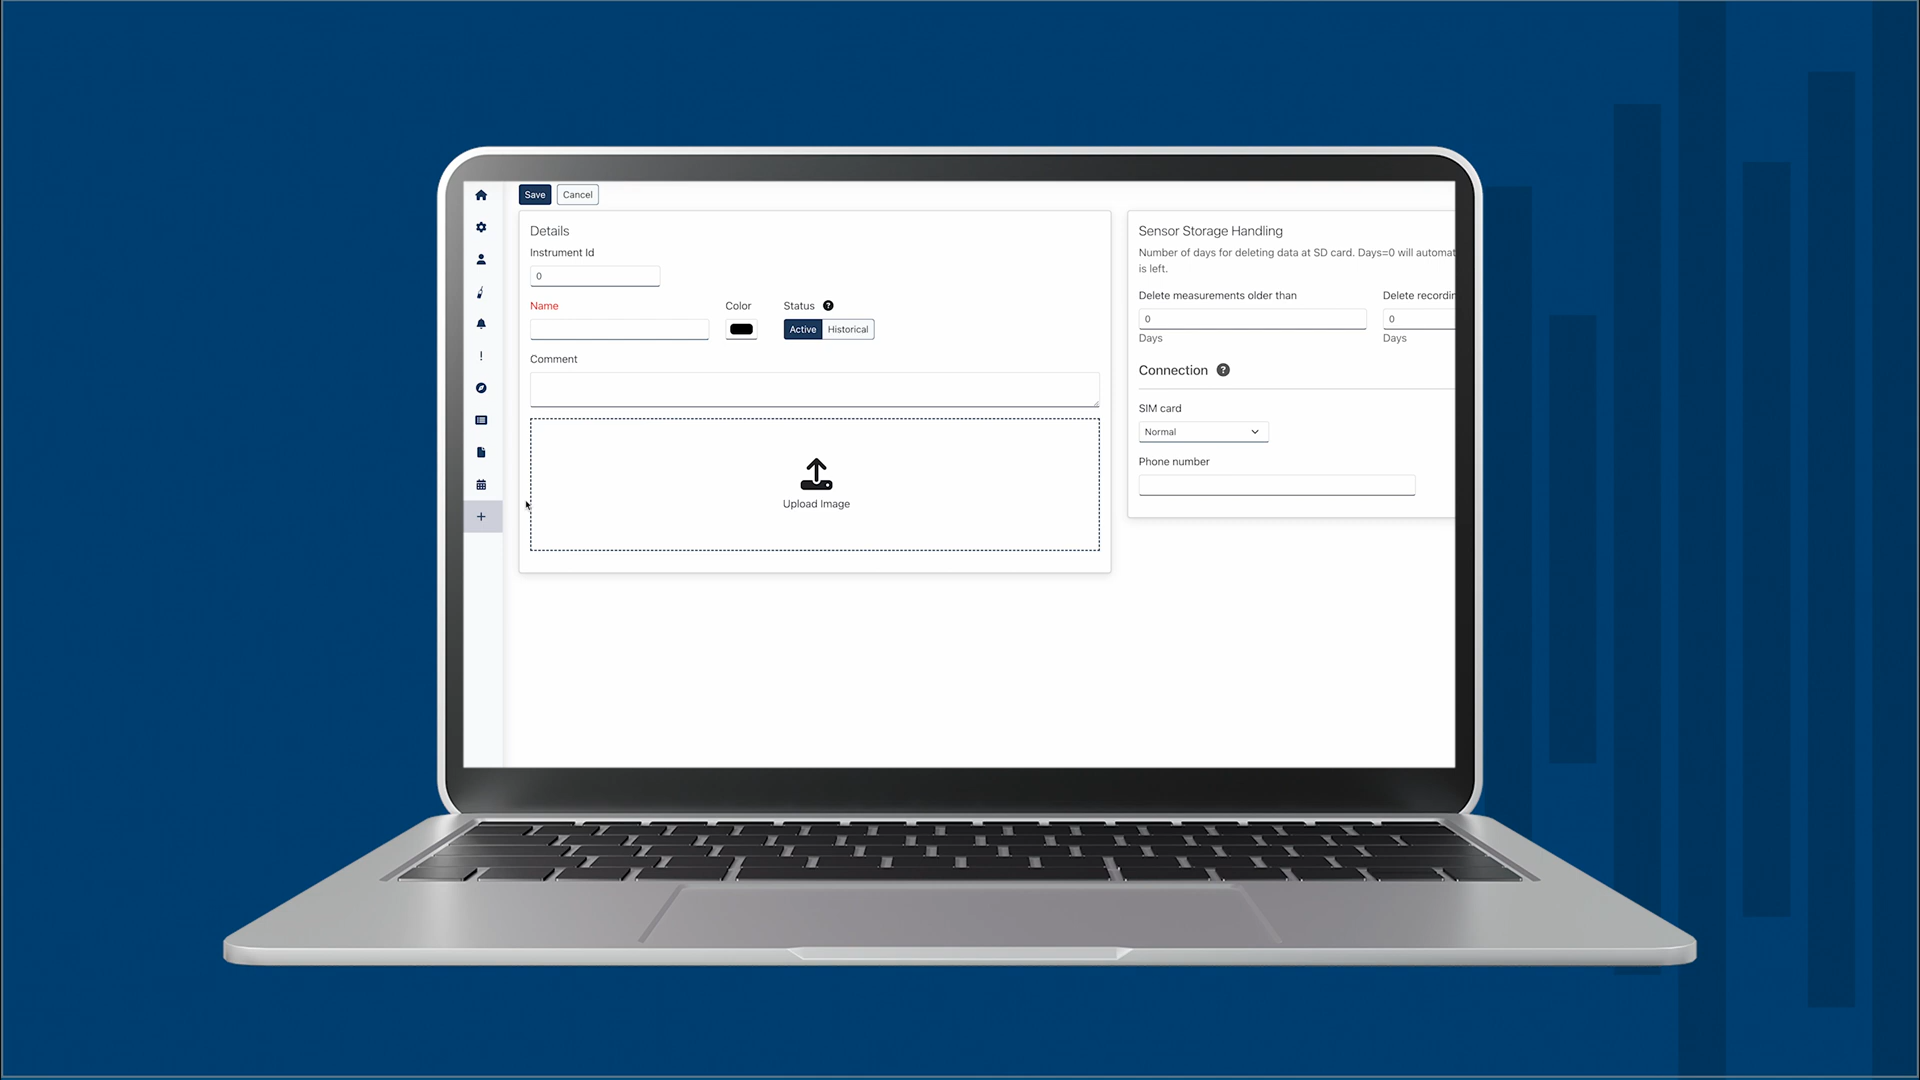 Save
Cancel
Details
Instrument Id
0
Name
Color
Status
Active
Historical
Comment
Upload Image
Sensor Storage Handling
Number of days for deleting data at SD card. Days=0 will automat
is left.
Delete measurements older than
Delete recordin
0
0
Days
Days
Connection
SIM card
Normal
Phone number